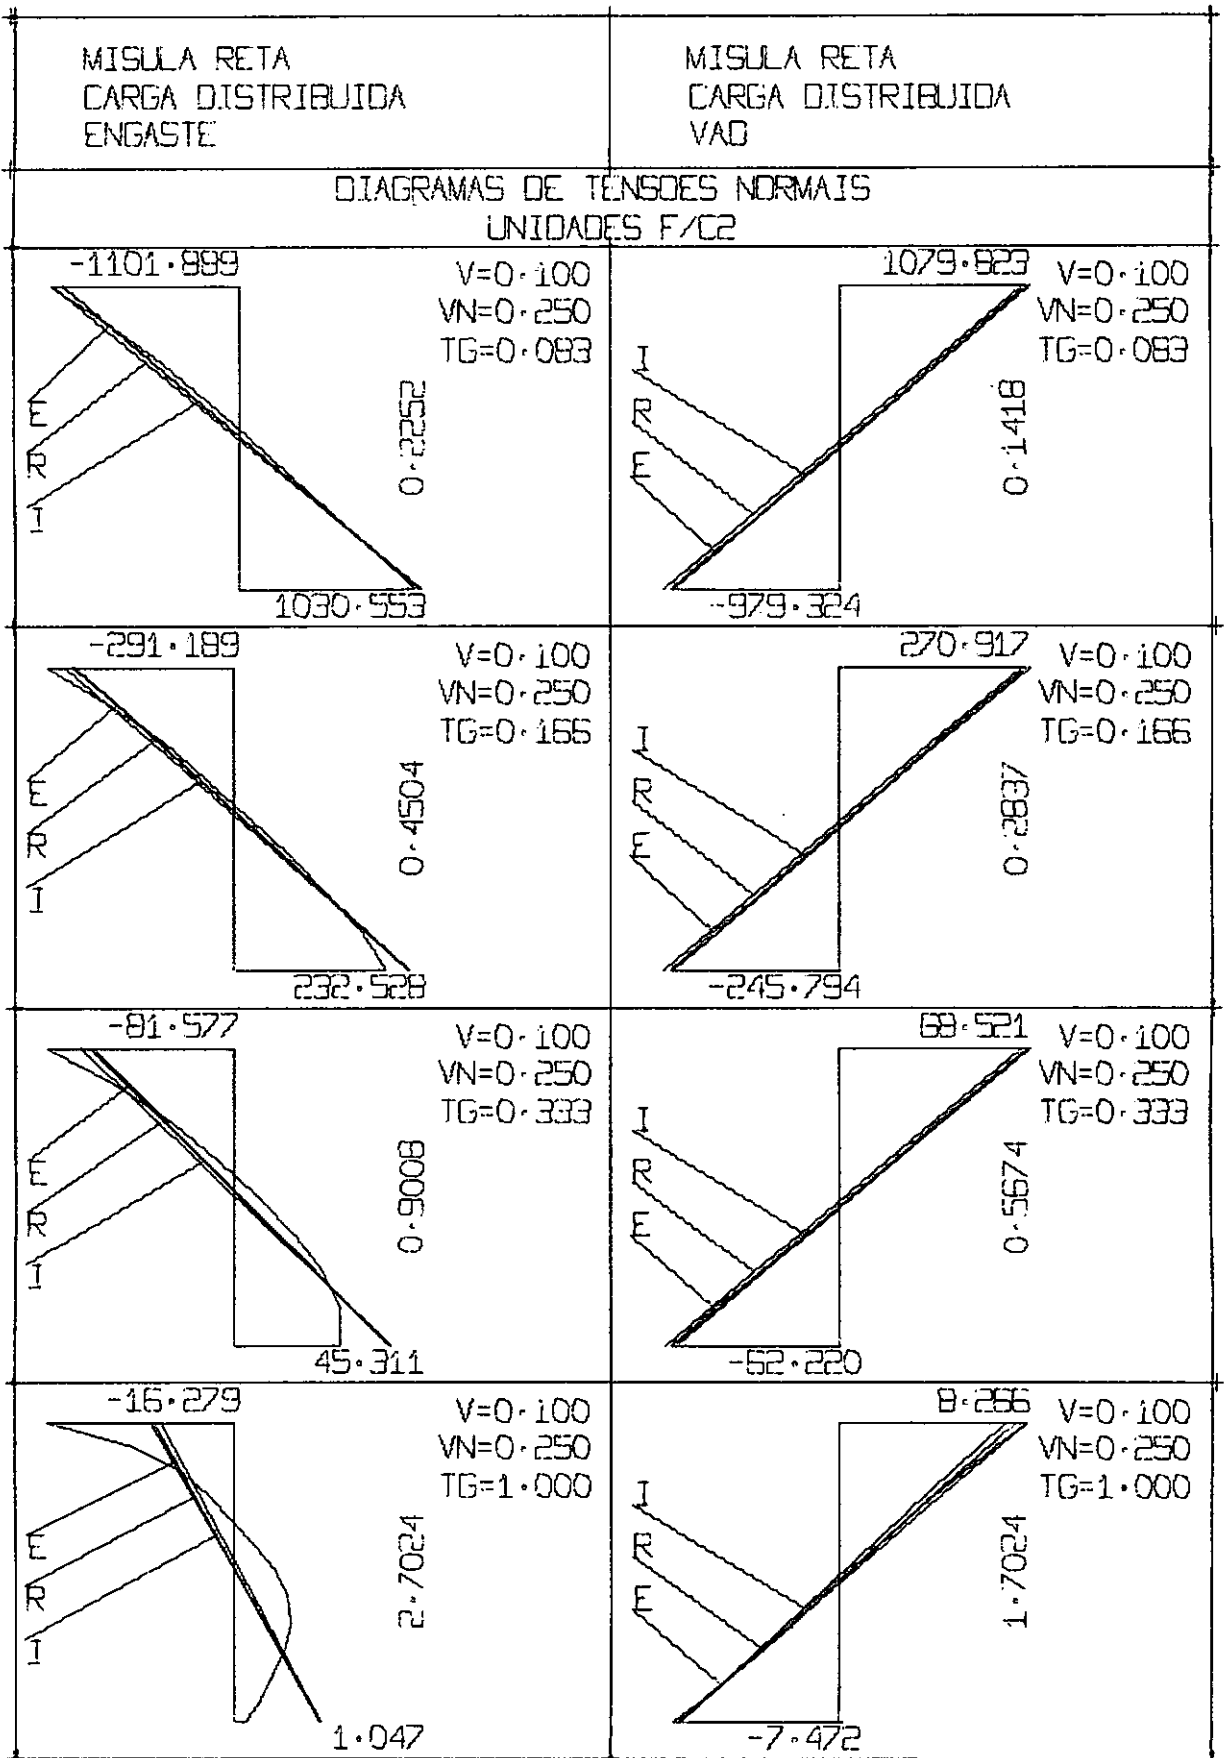 MISULA RETA
CARGA DISTRIBUIDA
ENGASTE
MISULA RETA
CARGA DISTRIBUIDA
VAO
DIAGRAMAS DE TENSOES NORMAIS
UNIDADES F/C2
-1101.889
V=0.100
VN=0.250
TG=0.083
E
R
I
0.2252
1030.553
1079.823
V=0.100
VN=0.250
TG=0.083
I
R
E
0.1418
-979.324
-291.189
V=0.100
VN=0.250
TG=0.166
E
R
I
0.4504
232.528
270.917
V=0.100
VN=0.250
TG=0.166
I
R
E
0.2837
-245.794
-81.577
V=0.100
VN=0.250
TG=0.333
E
R
I
0.9008
45.311
68.521
V=0.100
VN=0.250
TG=0.333
I
R
E
0.5674
-62.220
-16.279
V=0.100
VN=0.250
TG=1.000
E
R
I
2.7024
1.047
8.266
V=0.100
VN=0.250
TG=1.000
I
R
E
1.7024
-7.472